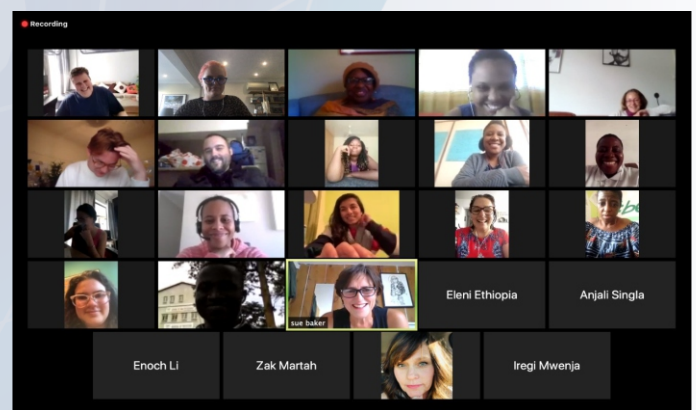 Recording
sue baker
Eleni Ethiopia
Anjali Singla
Enoch Li
Zak Martah
Iregi Mwenja